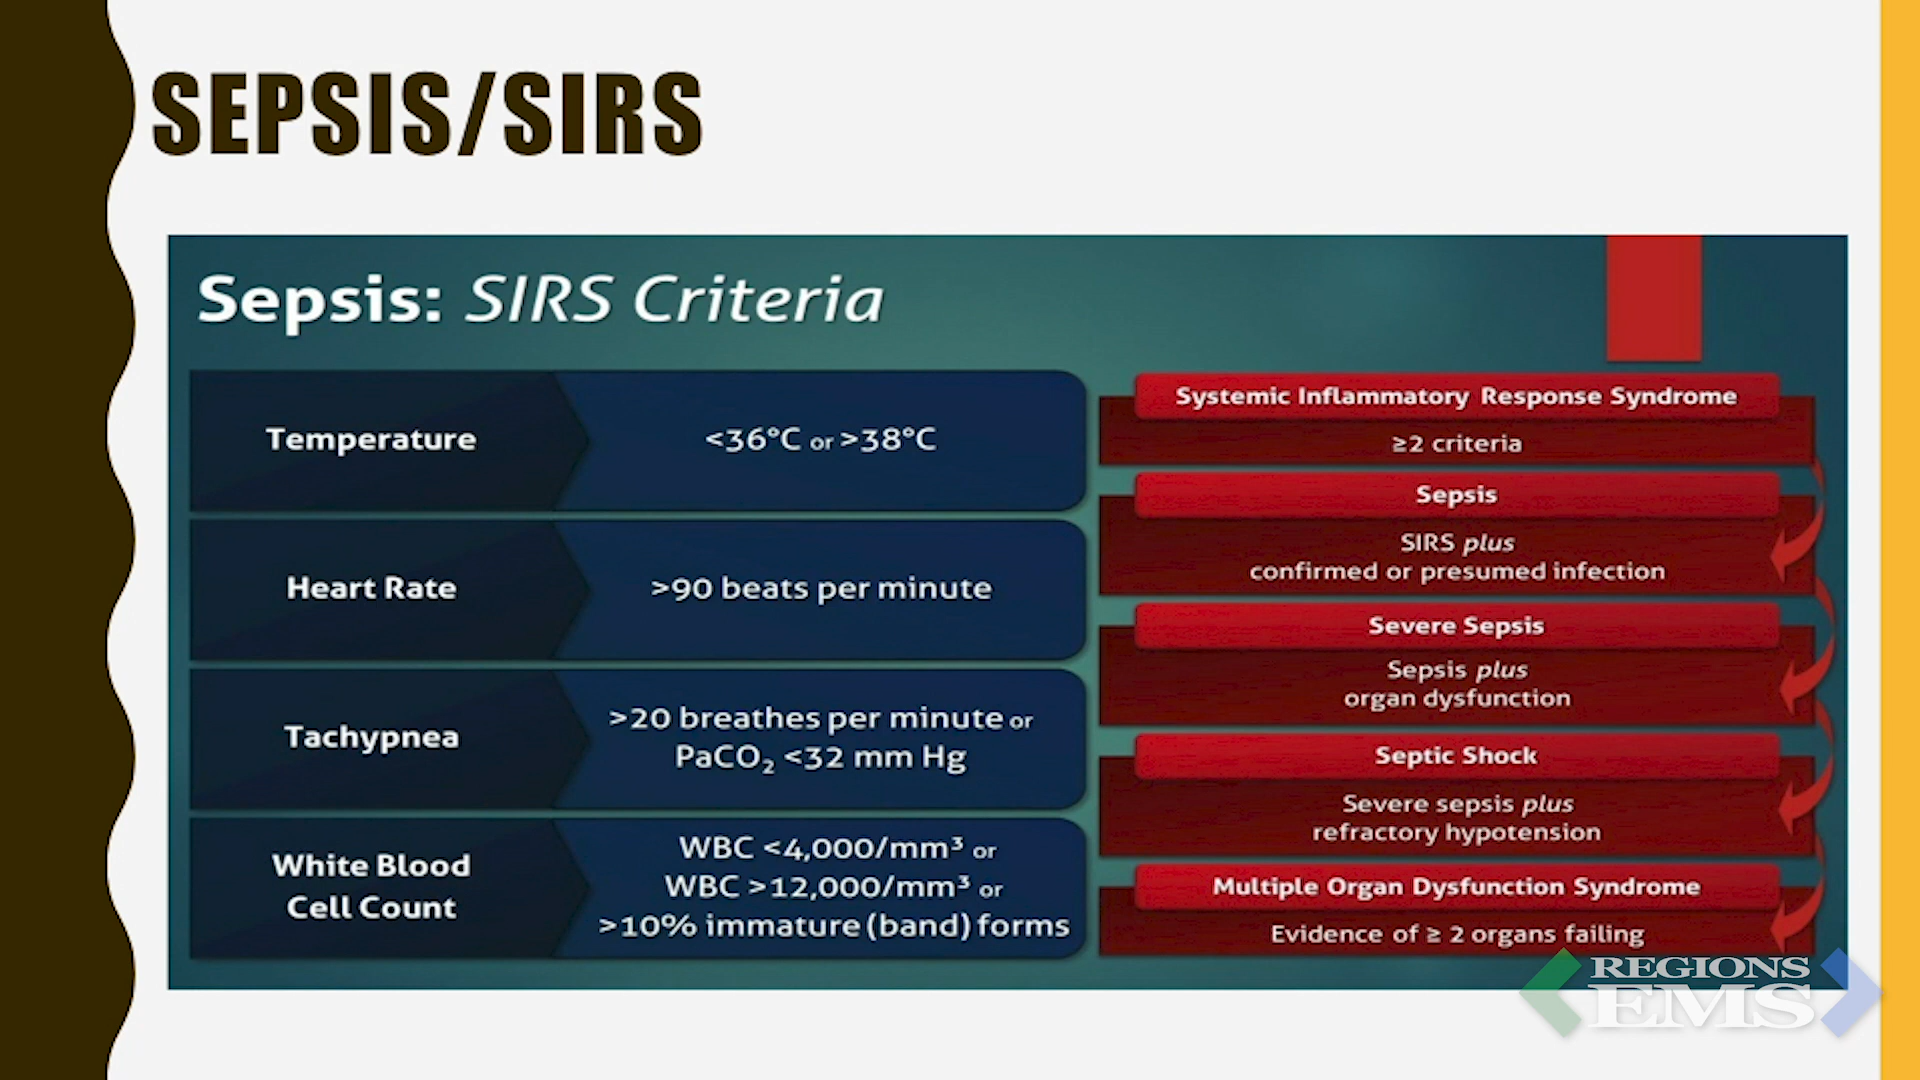 SEPSIS/SIRS
Sepsis: SIRS Criteria
Temperature
<36°C or >38°C
Heart Rate
>90 beats per minute
Tachypnea
>20 breathes per minute or
PaCO₂ <32 mm Hg
White Blood
Cell Count
WBC <4,000/mm³ or
WBC >12,000/mm³ or
>10% immature (band) forms
Systemic Inflammatory Response Syndrome
≥2 criteria
Sepsis
SIRS plus
confirmed or presumed infection
Severe Sepsis
Sepsis plus
organ dysfunction
Septic Shock
Severe sepsis plus
refractory hypotension
Multiple Organ Dysfunction Syndrome
Evidence of ≥ 2 organs failing
REGIONS
EMS